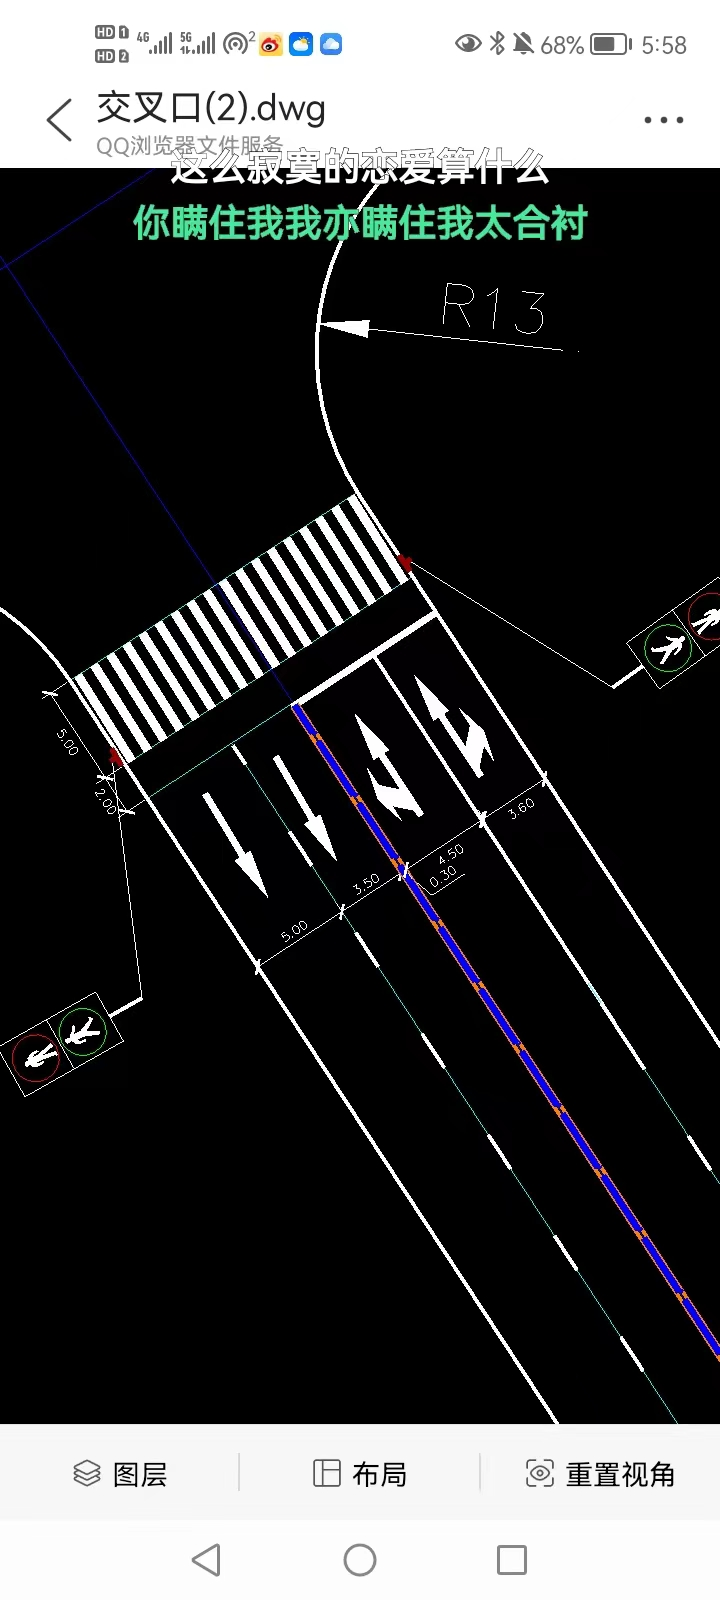 HD 1 4G 5G 2 68% 5:58
HD 2
交叉口(2).dwg
QQ浏览器文件服务
这么寂寞的恋爱算什么
你瞒住我我亦瞒住我太合衬
R13
5.00
2.00
3.60
4.50
0.30
3.50
5.00
图层 布局 重置视角